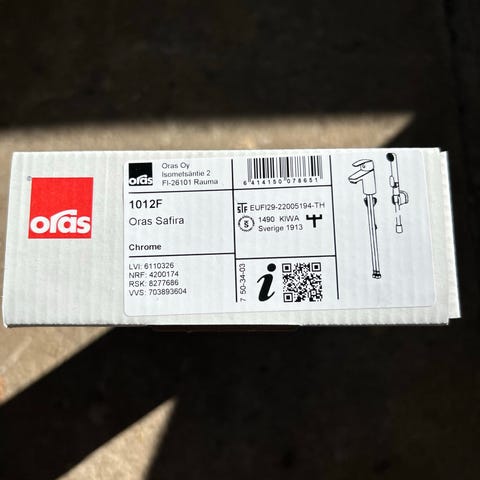 oras
oras
Oras Oy
Isometsäntie 2
FI-26101 Rauma
6 414150 078651
1012F
Oras Safira
Chrome
LVI: 6110326
NRF: 4200174
RSK: 8277686
VVS: 703893604
STF EUFI29-22005194-TH
S 1490 KIWA
Sverige 1913
7 50-34-03
i